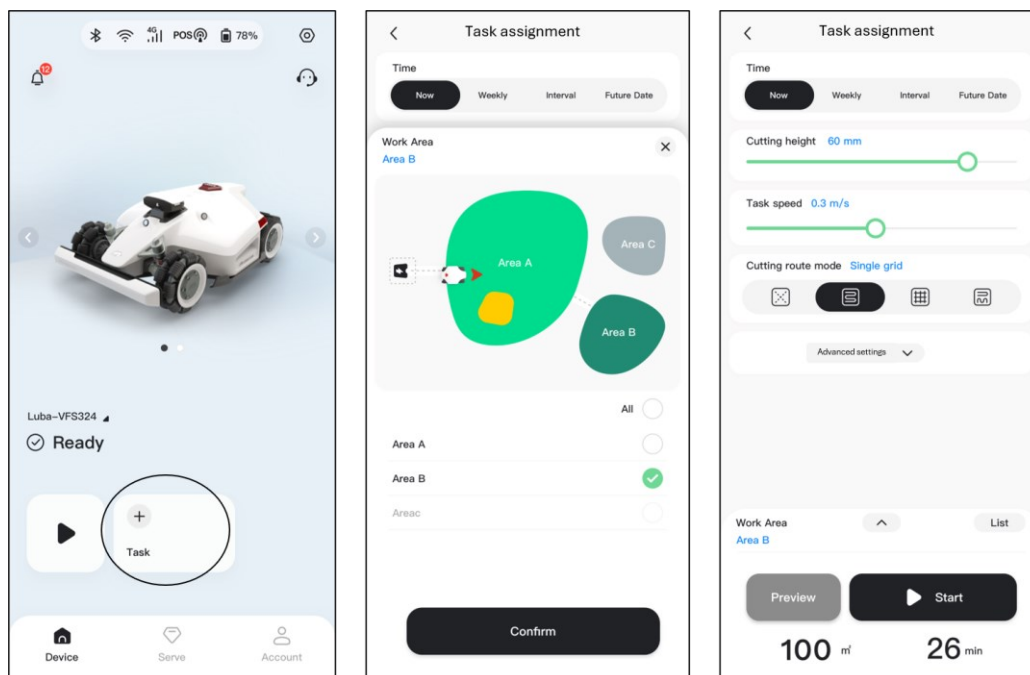 4G POS 78%
12
Luba-VFS324
Ready
Task
Device Serve Account
Task assignment
Time
Now Weekly Interval Future Date
Work Area
Area B
Area A
Area C
Area B
All
Area A
Area B
Areac
Confirm
Task assignment
Time
Now Weekly Interval Future Date
Cutting height 60 mm
Task speed 0.3 m/s
Cutting route mode Single grid
Advanced settings
Work Area List
Area B
Preview Start
100 ㎡ 26 min